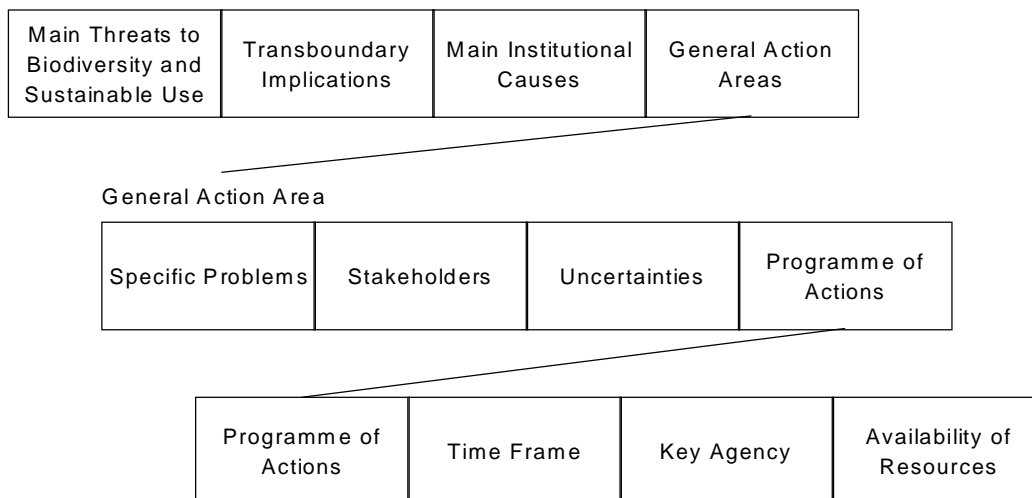 Main Threats to
Biodiversity and
Sustainable Use
Transboundary
Implications
Main Institutional
Causes
General Action
Areas
General Action Area
Specific Problems
Stakeholders
Uncertainties
Programme of
Actions
Programme of
Actions
Time Frame
Key Agency
Availability of
Resources